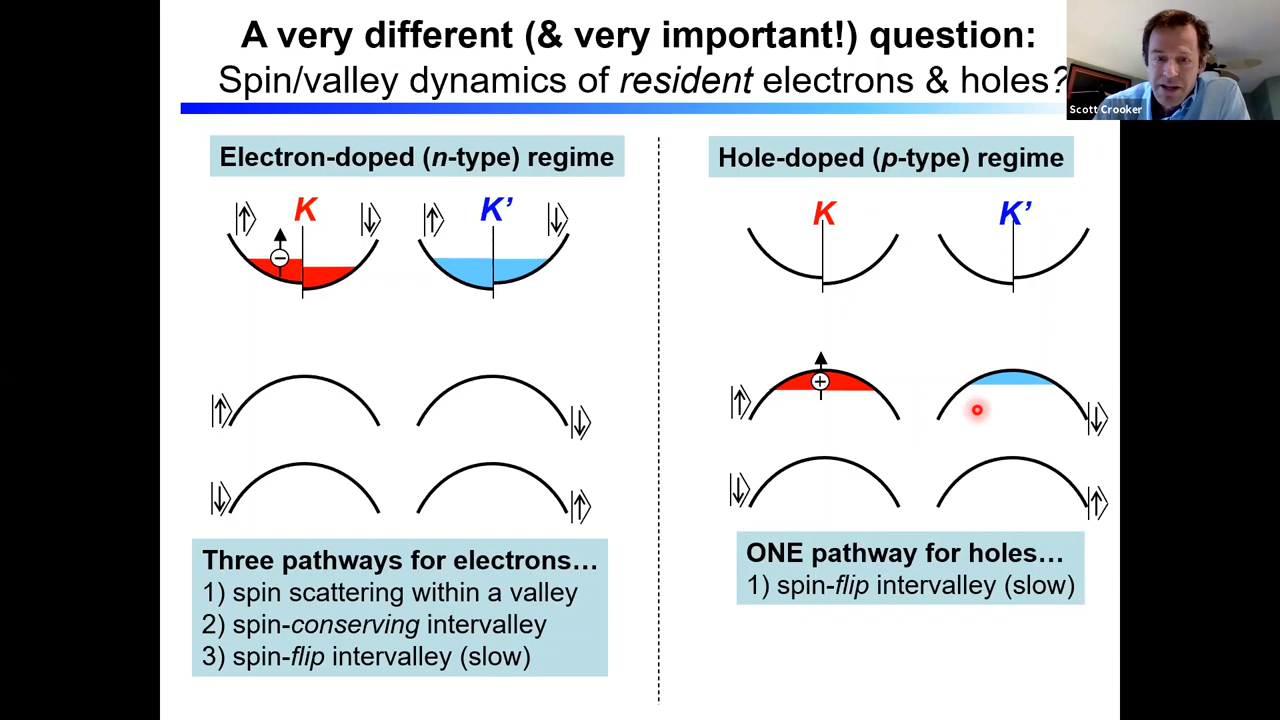 A very different (& very important!) question:
Spin/valley dynamics of resident electrons & holes?
Scott Crooker
Electron-doped (n-type) regime
|↑⟩ K |↓⟩ |↑⟩ K’ |↓⟩
−
|↑⟩ |↓⟩
|↓⟩ |↑⟩
Three pathways for electrons…
1) spin scattering within a valley
2) spin-conserving intervalley
3) spin-flip intervalley (slow)
Hole-doped (p-type) regime
K K’
+
|↑⟩ |↓⟩
|↓⟩ |↑⟩
ONE pathway for holes…
1) spin-flip intervalley (slow)